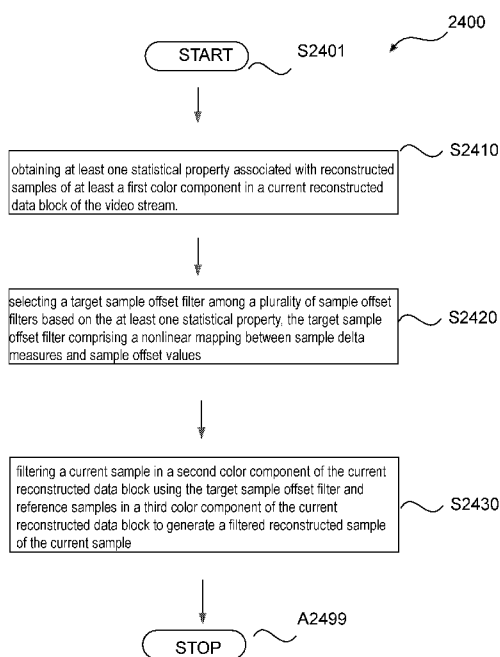 2400
START
S2401
S2410
obtaining at least one statistical property associated with reconstructed
samples of at least a first color component in a current reconstructed
data block of the video stream.
selecting a target sample offset filter among a plurality of sample offset
filters based on the at least one statistical property, the target sample
offset filter comprising a nonlinear mapping between sample delta
measures and sample offset values
S2420
filtering a current sample in a second color component of the current
reconstructed data block using the target sample offset filter and
reference samples in a third color component of the current
reconstructed data block to generate a filtered reconstructed sample
of the current sample
S2430
A2499
STOP